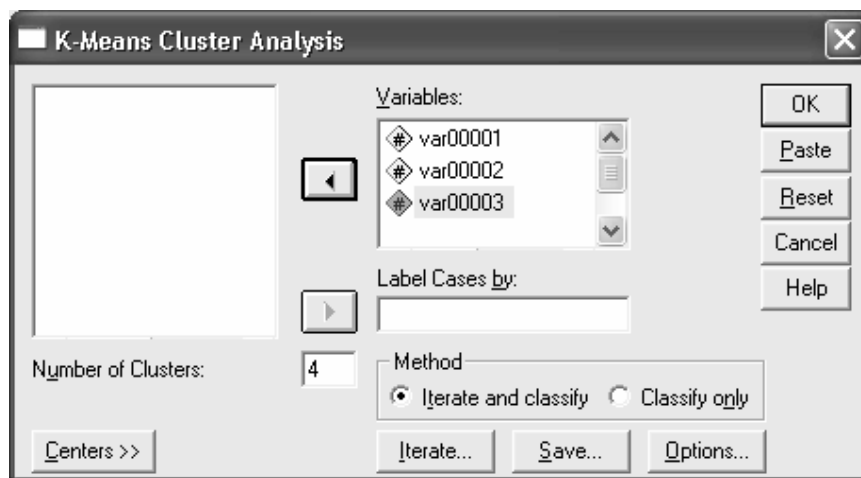 K-Means Cluster Analysis
Variables:
var00001
var00002
var00003
OK
Paste
Reset
Cancel
Help
Label Cases by:
Number of Clusters:
4
Method
Iterate and classify
Classify only
Centers >>
Iterate...
Save...
Options...